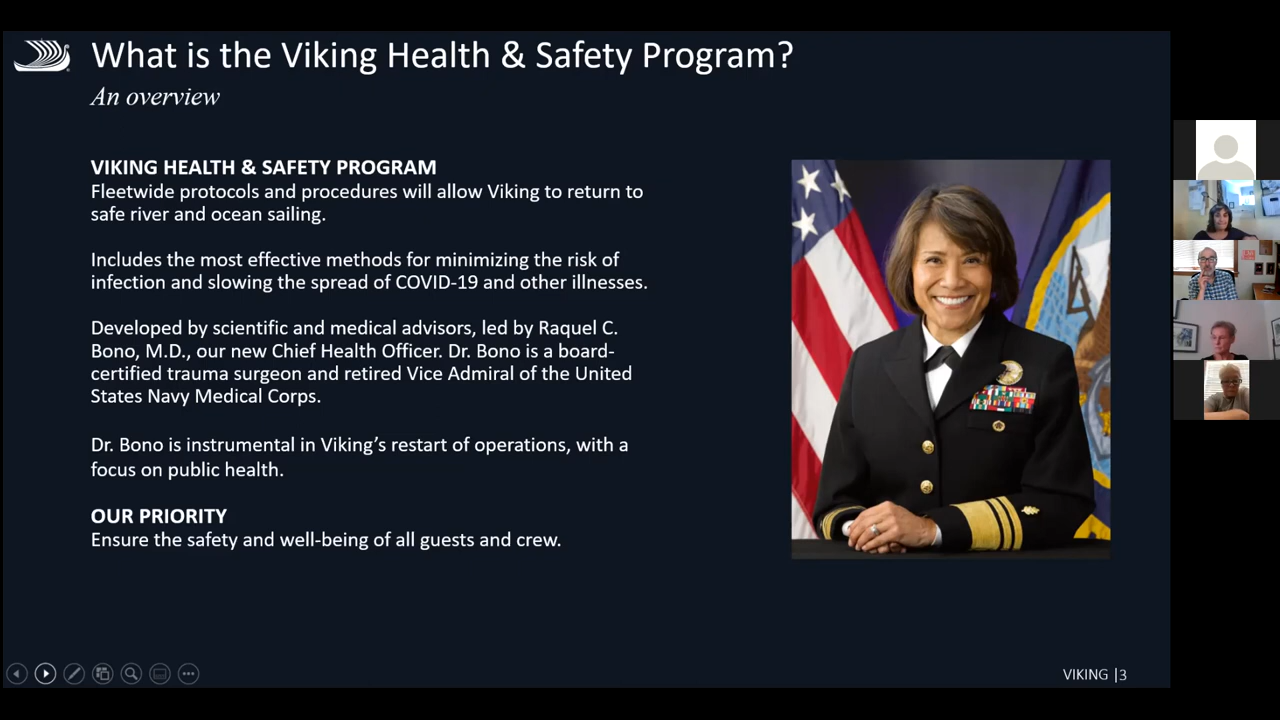 What is the Viking Health & Safety Program?
An overview
VIKING HEALTH & SAFETY PROGRAM
Fleetwide protocols and procedures will allow Viking to return to
safe river and ocean sailing.
Includes the most effective methods for minimizing the risk of
infection and slowing the spread of COVID-19 and other illnesses.
Developed by scientific and medical advisors, led by Raquel C.
Bono, M.D., our new Chief Health Officer. Dr. Bono is a board-
certified trauma surgeon and retired Vice Admiral of the United
States Navy Medical Corps.
Dr. Bono is instrumental in Viking’s restart of operations, with a
focus on public health.
OUR PRIORITY
Ensure the safety and well-being of all guests and crew.
VIKING |3